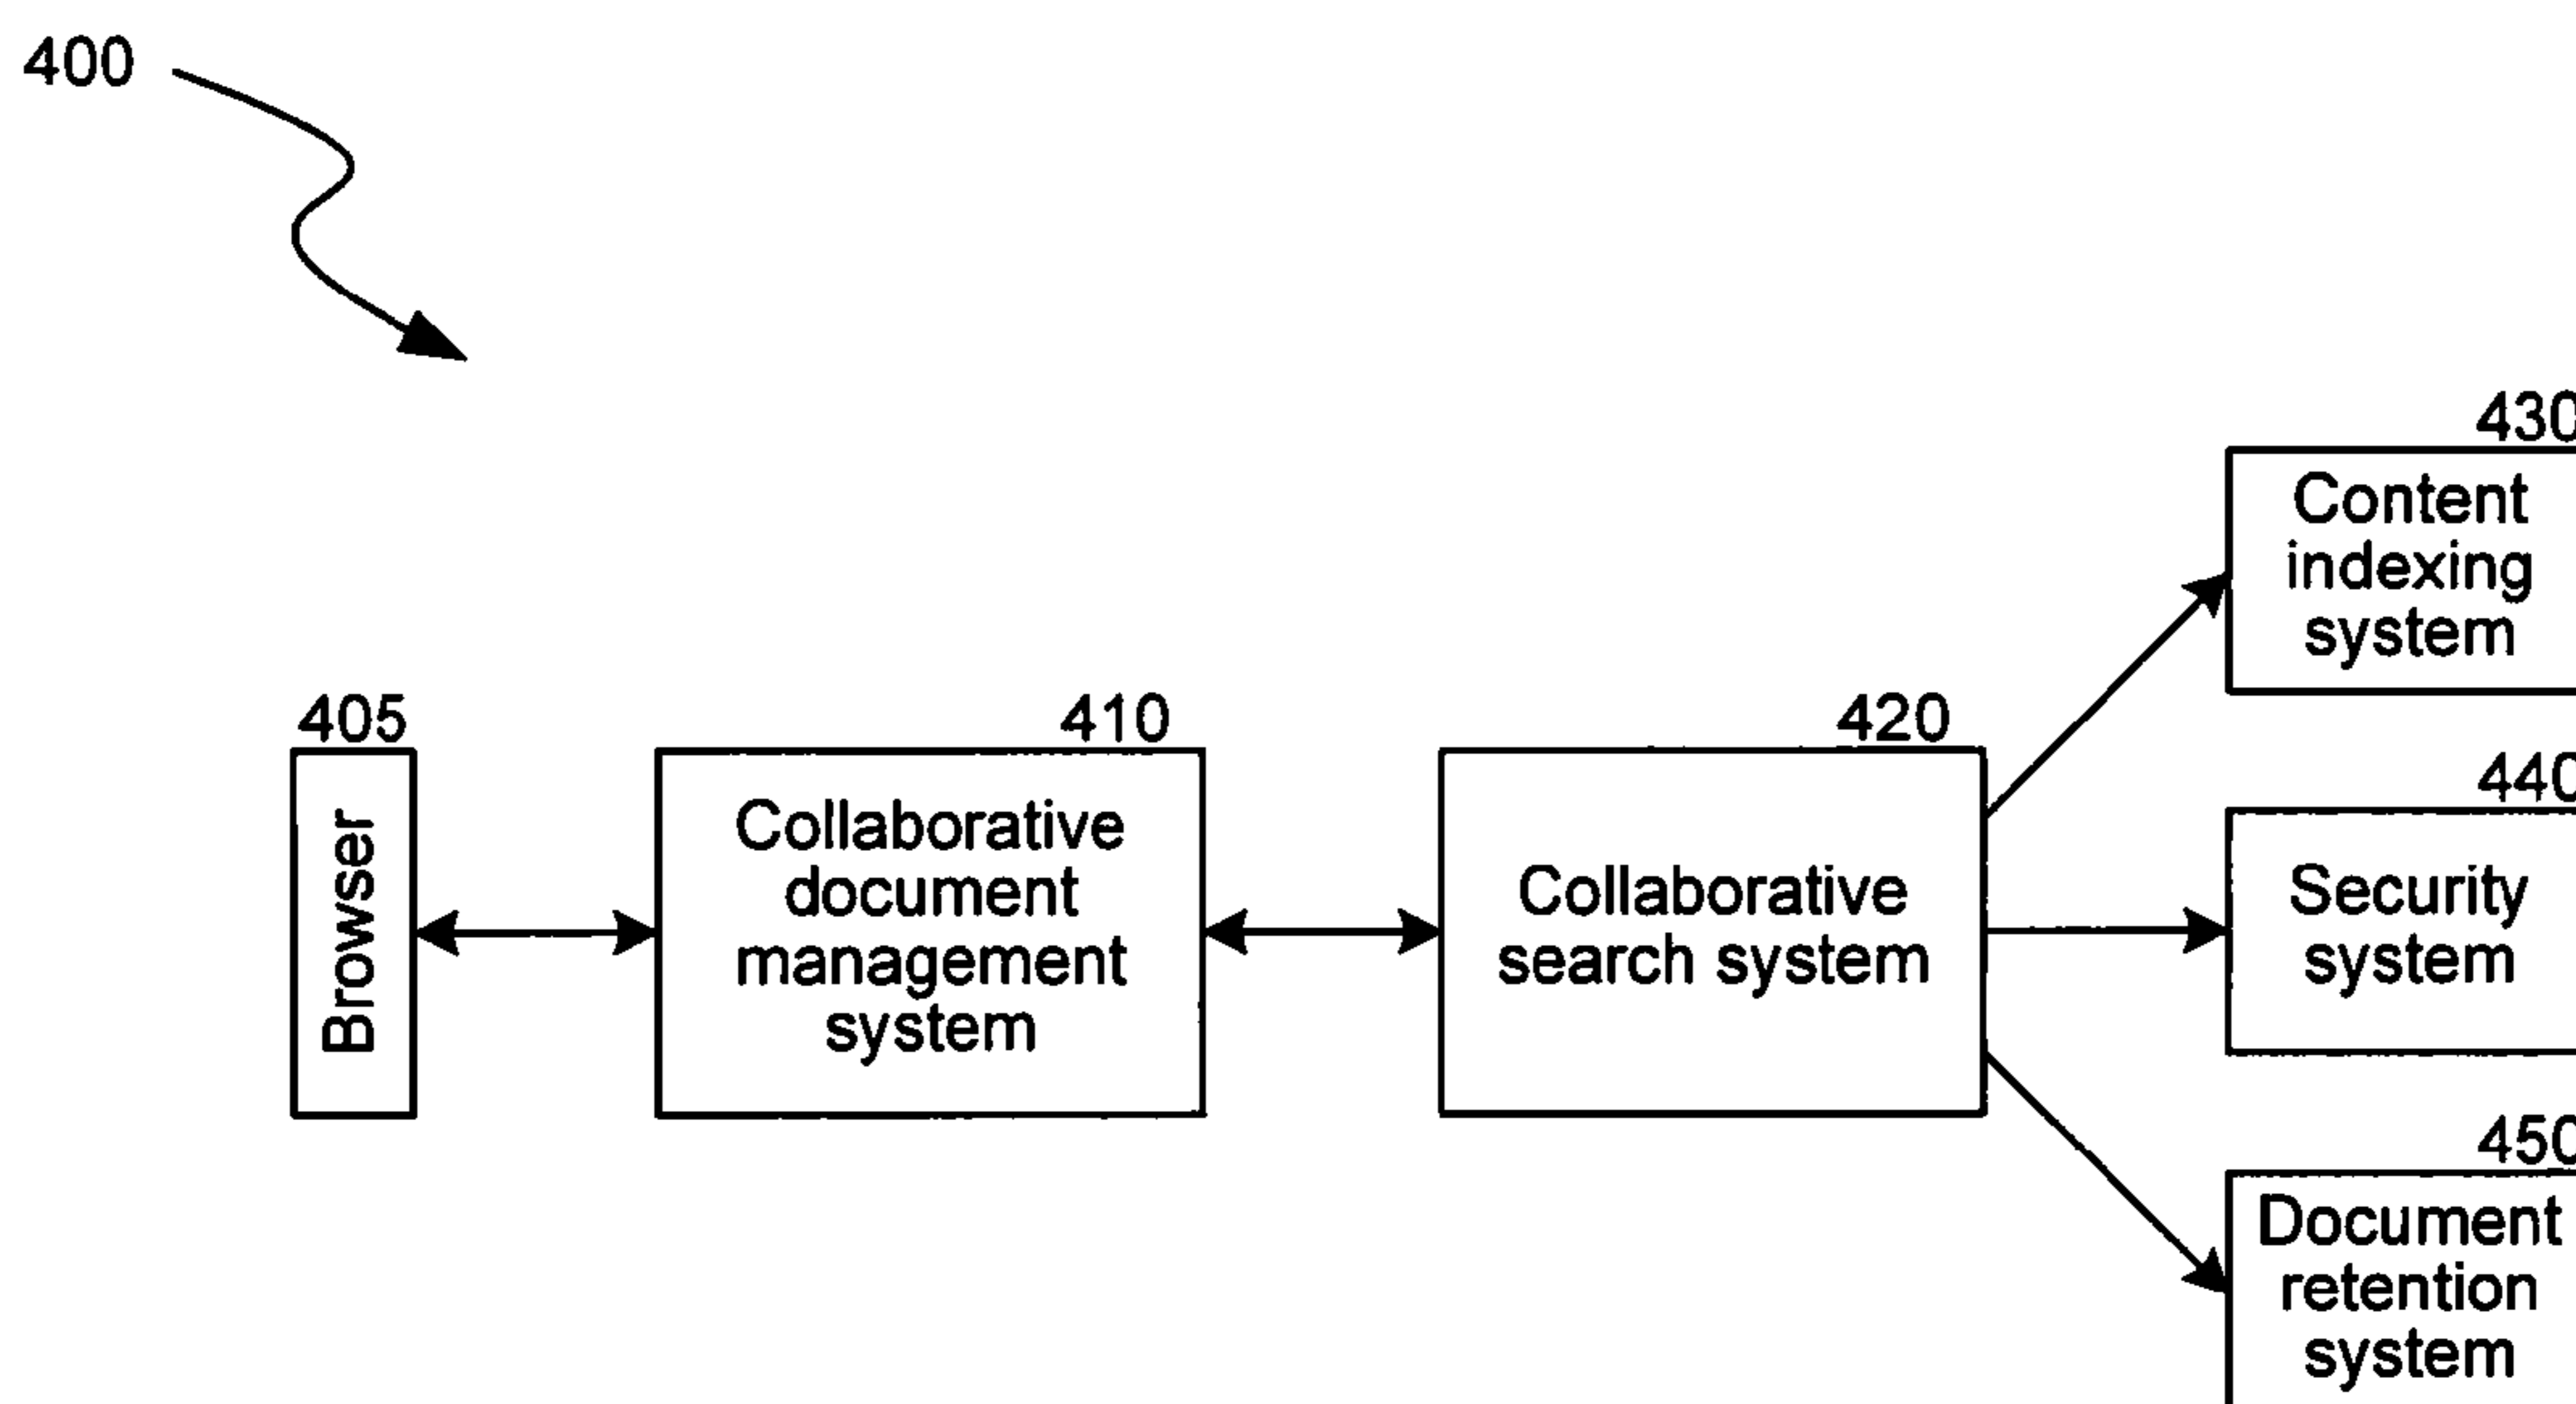 400
430
Content
indexing
system
405
410
420
440
Browser
Collaborative
document
management
system
Collaborative
search system
Security
system
450
Document
retention
system